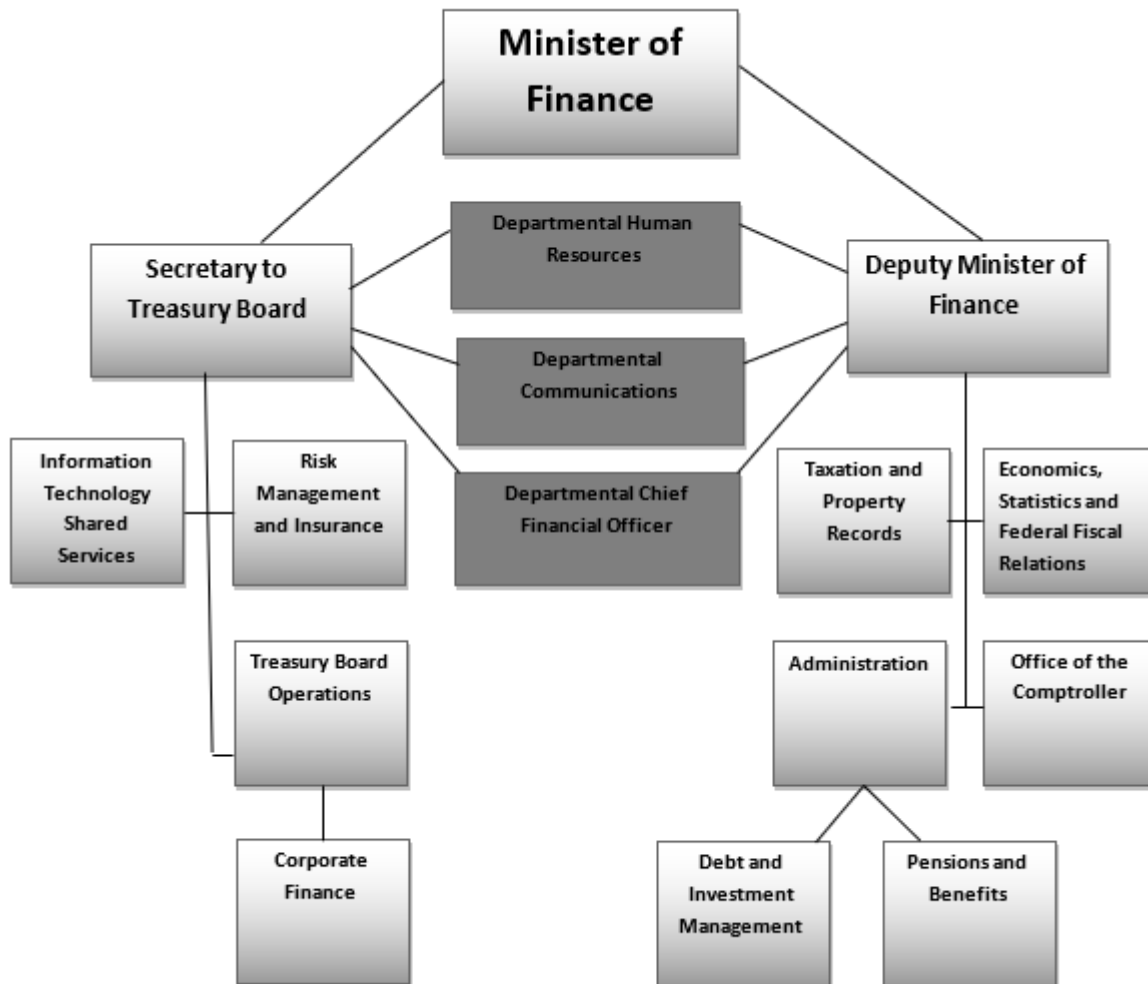 Minister of
Finance
Departmental Human
Resources
Secretary to
Treasury Board
Deputy Minister of
Finance
Departmental
Communications
Information
Technology
Shared
Services
Risk
Management
and Insurance
Departmental Chief
Financial Officer
Taxation and
Property
Records
Economics,
Statistics and
Federal Fiscal
Relations
Treasury Board
Operations
Administration
Office of the
Comptroller
Corporate
Finance
Debt and
Investment
Management
Pensions and
Benefits